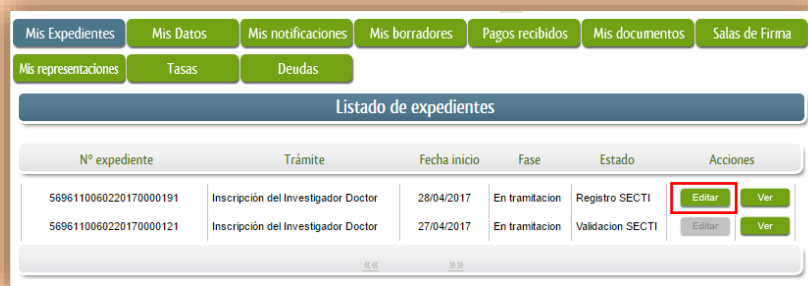 Mis Expedientes Mis Datos Mis notificaciones Mis borradores Pagos recibidos Mis documentos Salas de Firma
Mis representaciones Tasas Deudas
Listado de expedientes
Nº expediente Trámite Fecha inicio Fase Estado Acciones
5696110060220170000191 Inscripción del Investigador Doctor 28/04/2017 En tramitacion Registro SECTI Editar Ver
5696110060220170000121 Inscripción del Investigador Doctor 27/04/2017 En tramitacion Validacion SECTI Editar Ver
«« »»